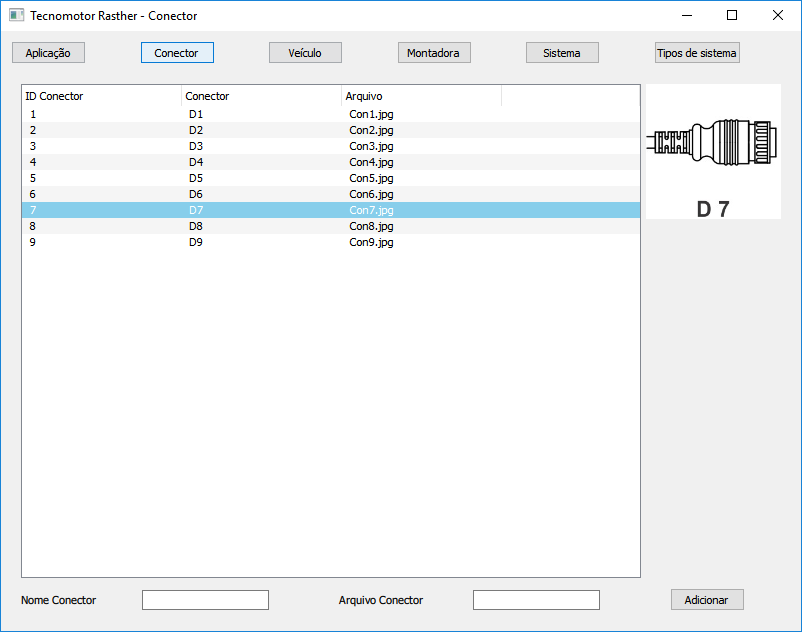 Tecnomotor Rasther - Conector
Aplicação Conector Veículo Montadora Sistema Tipos de sistema
ID Conector Conector Arquivo
1 D1 Con1.jpg
2 D2 Con2.jpg
3 D3 Con3.jpg
4 D4 Con4.jpg
5 D5 Con5.jpg
6 D6 Con6.jpg
7 D7 Con7.jpg
8 D8 Con8.jpg
9 D9 Con9.jpg
D 7
Nome Conector Arquivo Conector Adicionar